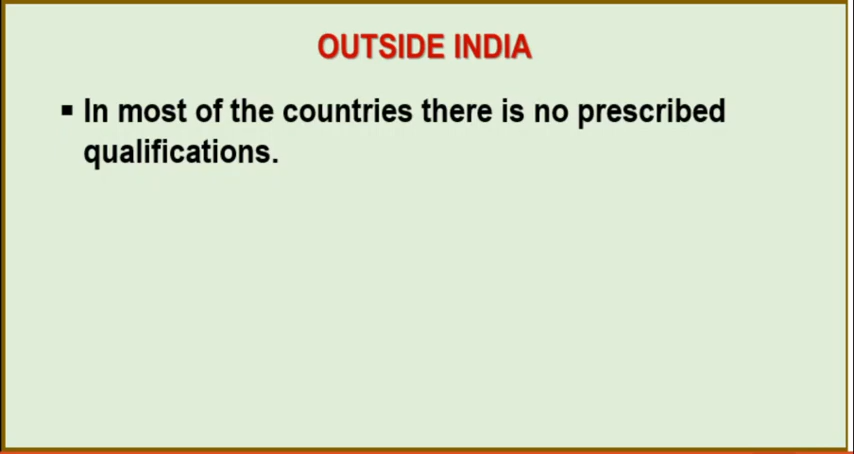 OUTSIDE INDIA
▪ In most of the countries there is no prescribed
qualifications.